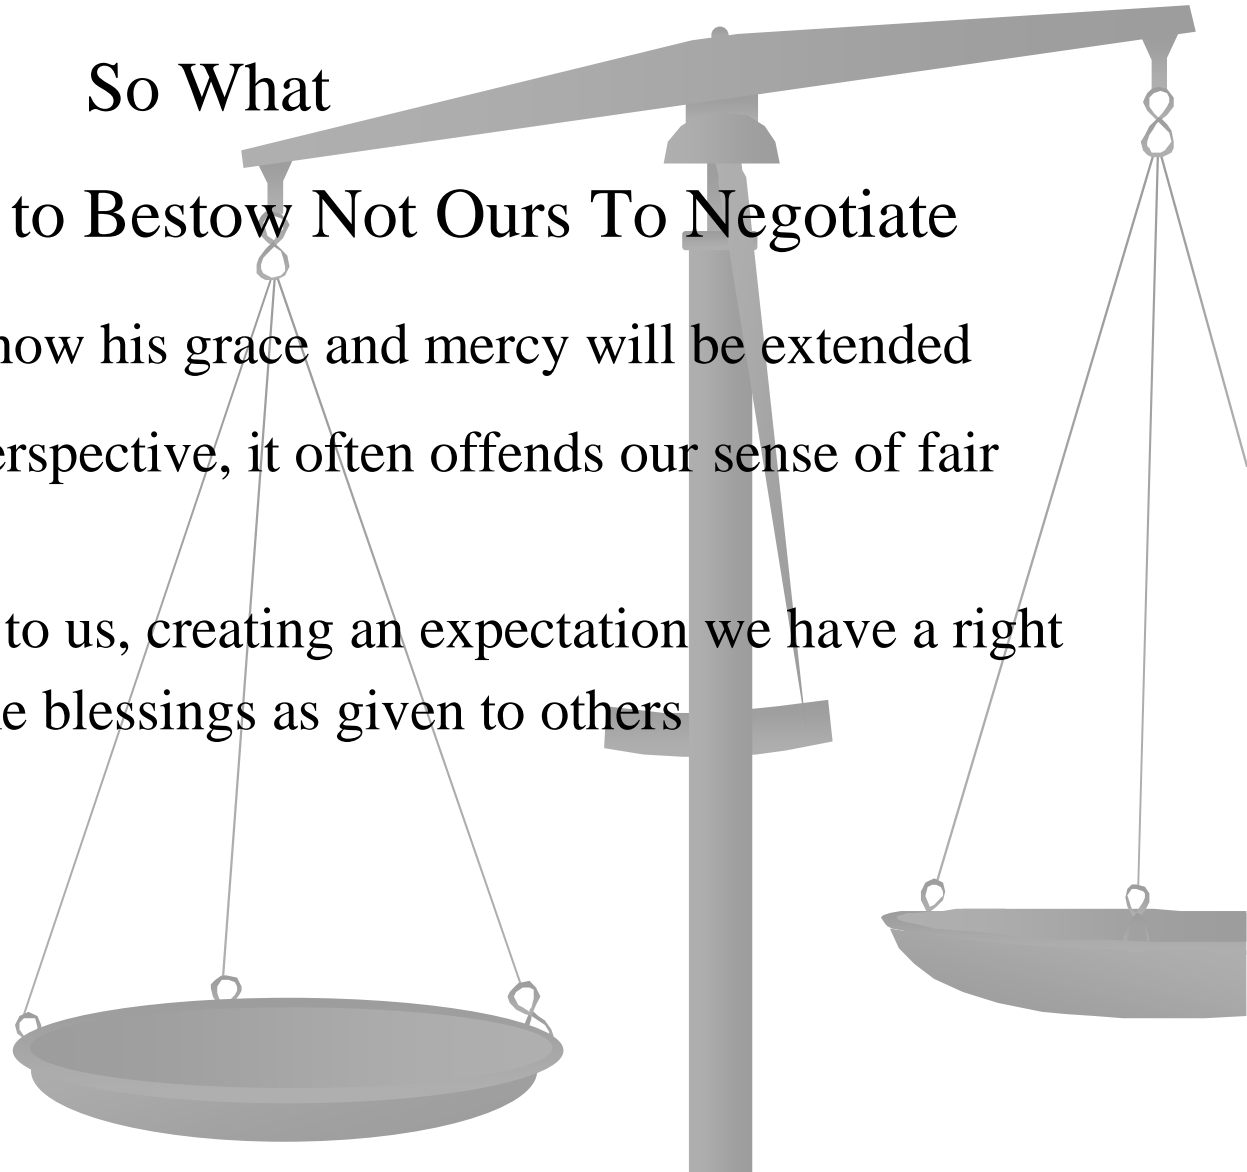 So What
to Bestow Not Ours To Negotiate
how his grace and mercy will be extended
erspective, it often offends our sense of fair
to us, creating an expectation we have a right
e blessings as given to others